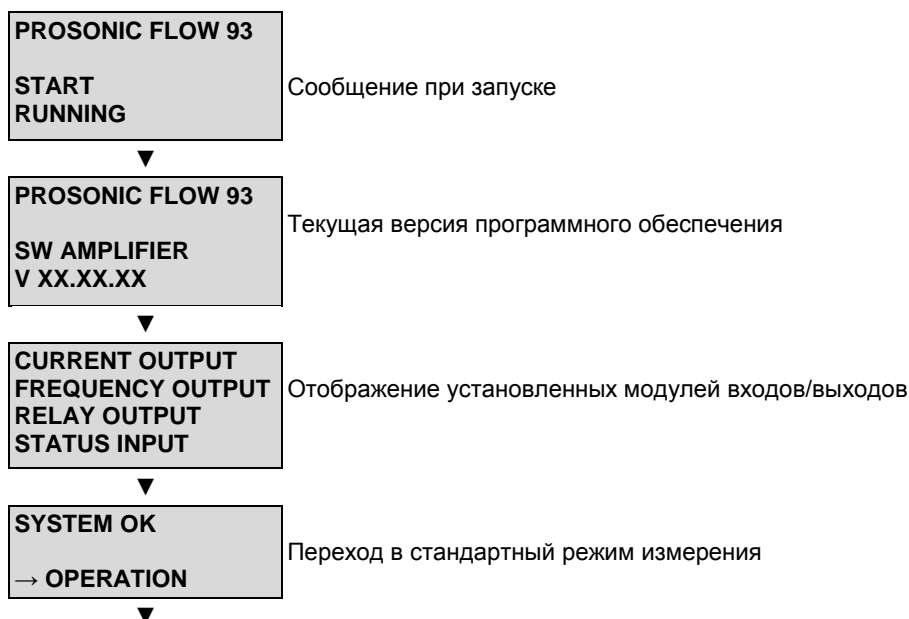 PROSONIC FLOW 93
START
RUNNING
Сообщение при запуске
▼
PROSONIC FLOW 93
SW AMPLIFIER
V XX.XX.XX
Текущая версия программного обеспечения
▼
CURRENT OUTPUT
FREQUENCY OUTPUT
RELAY OUTPUT
STATUS INPUT
Отображение установленных модулей входов/выходов
▼
SYSTEM OK
→ OPERATION
Переход в стандартный режим измерения
▼